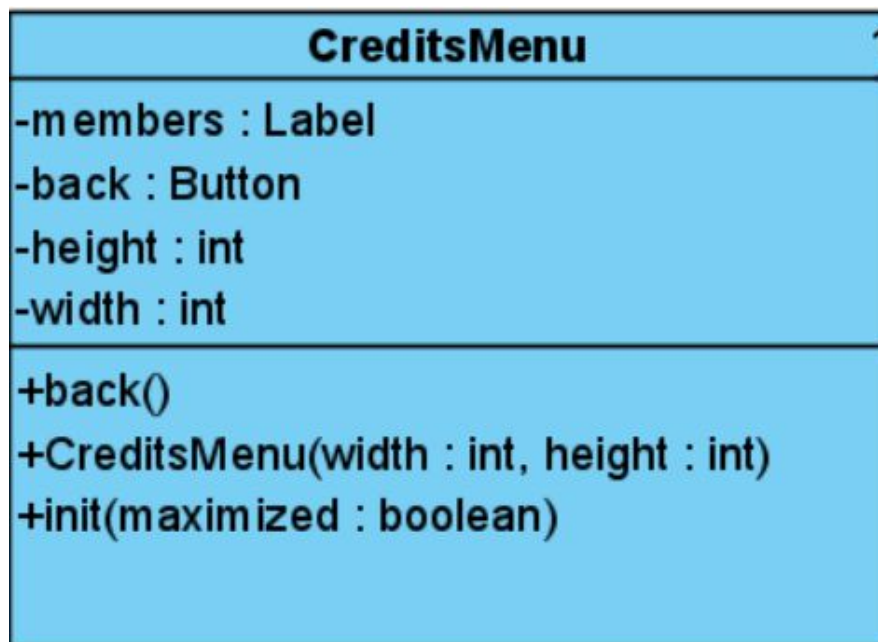 CreditsMenu
-members : Label
-back : Button
-height : int
-width : int
+back()
+CreditsMenu(width : int, height : int)
+init(maximized : boolean)